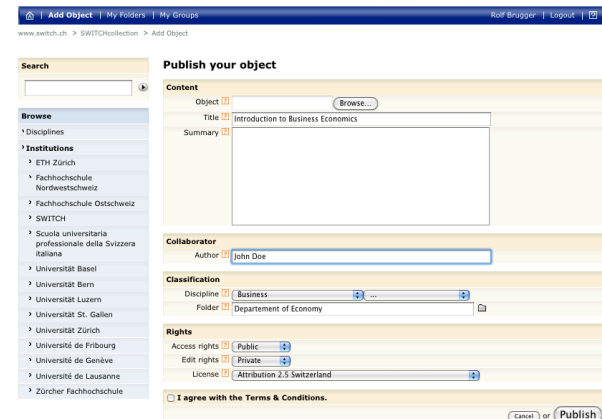 | Add Object | My Folders | My Groups
Rolf Brugger | Logout | ?
www.switch.ch > SWITCHcollection > Add Object
Search
Browse
Disciplines
Institutions
ETH Zürich
Fachhochschule
Nordwestschweiz
Fachhochschule Ostschweiz
SWITCH
Scuola universitaria
professionale della Svizzera
italiana
Universität Basel
Universität Bern
Universität Luzern
Universität St. Gallen
Universität Zürich
Université de Fribourg
Université de Genève
Université de Lausanne
Zürcher Fachhochschule
Publish your object
Content
Object ? Browse...
Title ? Introduction to Business Economics
Summary ?
Collaborator
Author ? John Doe
Classification
Discipline ? Business ...
Folder ? Departement of Economy
Rights
Access rights ? Public
Edit rights ? Private
License ? Attribution 2.5 Switzerland
I agree with the Terms & Conditions.
Cancel or Publish